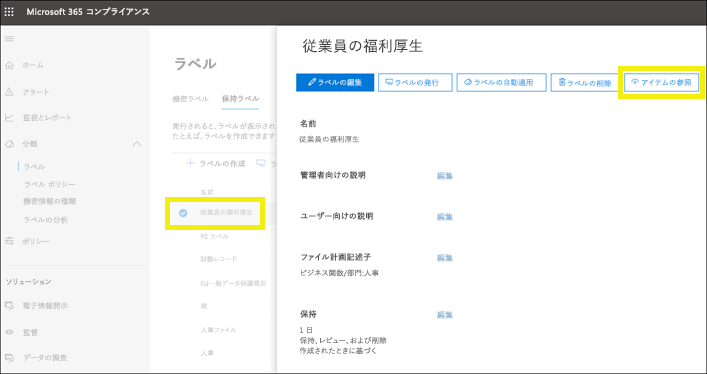 Microsoft 365 コンプライアンス
ホーム
アラート
監視とレポート
分類
ラベル
ラベル ポリシー
機密情報の種類
ラベルの分析
ポリシー
ソリューション
電子情報開示
監督
データの調査
ラベル
機密ラベル 保持ラベル
発行されると、ラベルが表示され
たとえば、ラベルを作成できます
ラベルの作成 ラ
名前
従業員の福利厚生
PE ラベル
財務レコード
EU一般データ保護規則
税
人事ファイル
人事
従業員の福利厚生
ラベルの編集 ラベルの発行 ラベルの自動適用 ラベルの削除 アイテムの参照
名前
従業員の福利厚生
管理者向けの説明 編集
ユーザー向けの説明 編集
ファイル計画記述子 編集
ビジネス関数/部門:人事
保持 編集
1 日
保持、レビュー、および削除
作成されたときに基づく